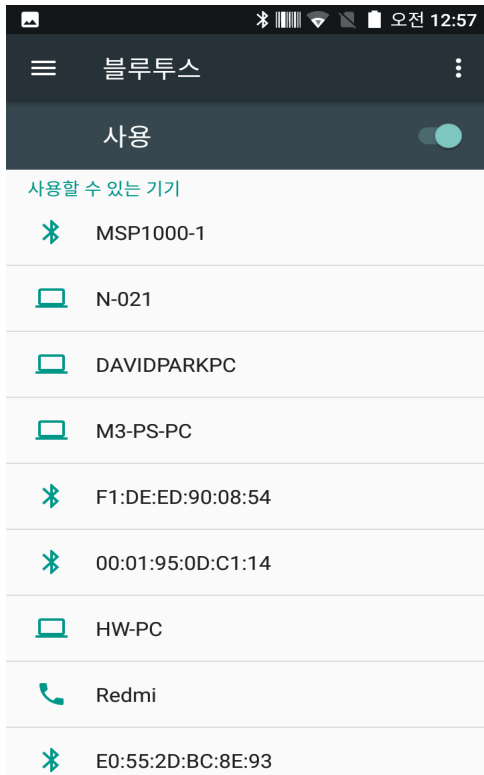 오전 12:57
블루투스
사용
사용할 수 있는 기기
MSP1000-1
N-021
DAVIDPARKPC
M3-PS-PC
F1:DE:ED:90:08:54
00:01:95:0D:C1:14
HW-PC
Redmi
E0:55:2D:BC:8E:93